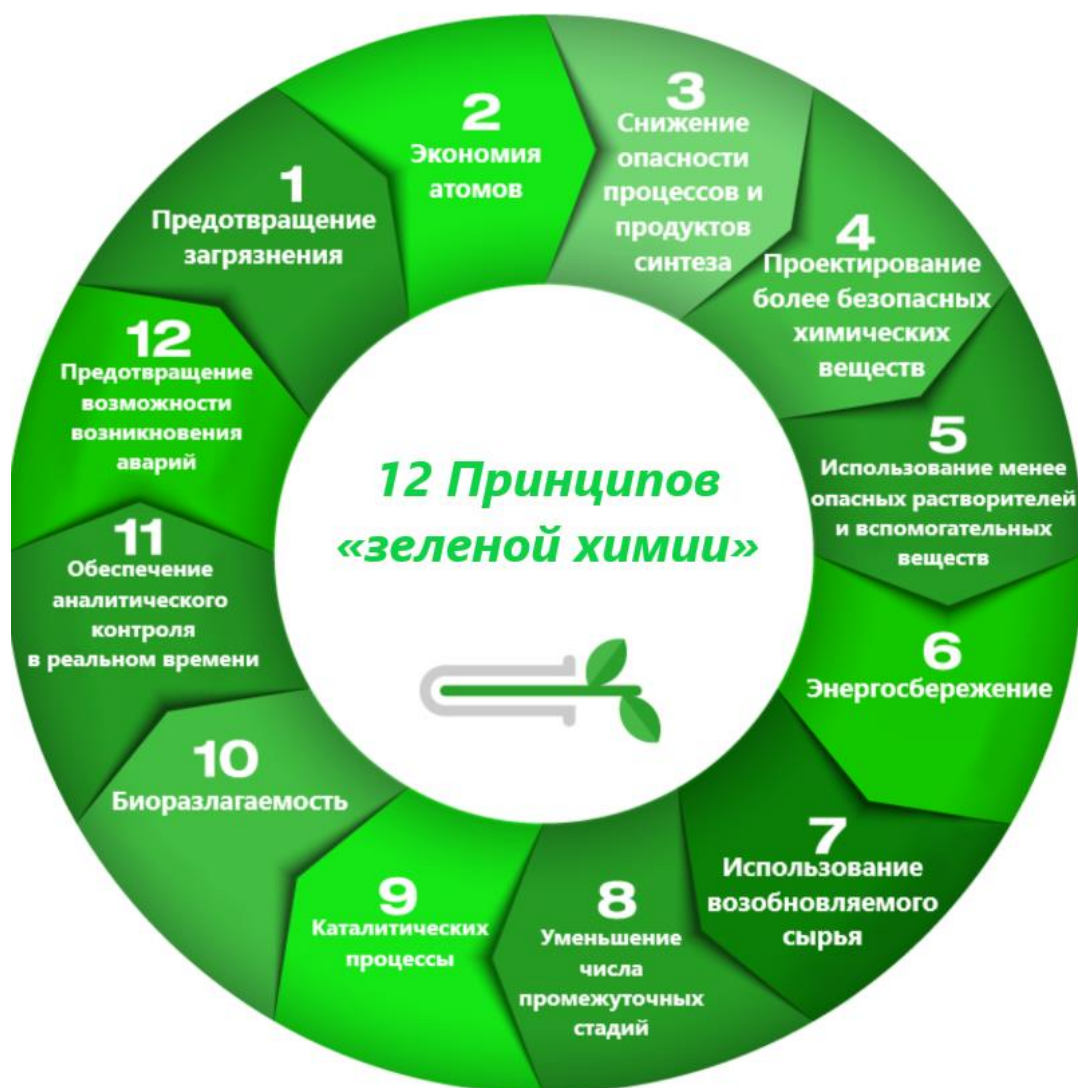 1
Предотвращение
загрязнения
2
Экономия
атомов
3
Снижение
опасности
процессов и
продуктов
синтеза
4
Проектирование
более безопасных
химических
веществ
5
Использование менее
опасных растворителей
и вспомогательных
веществ
6
Энергосбережение
7
Использование
возобновляемого
сырья
8
Уменьшение
числа
промежуточных
стадий
9
Каталитических
процессы
10
Биоразлагаемость
11
Обеспечение
аналитического
контроля
в реальном времени
12
Предотвращение
возможности
возникновения
аварий
12 Принципов
«зеленой химии»